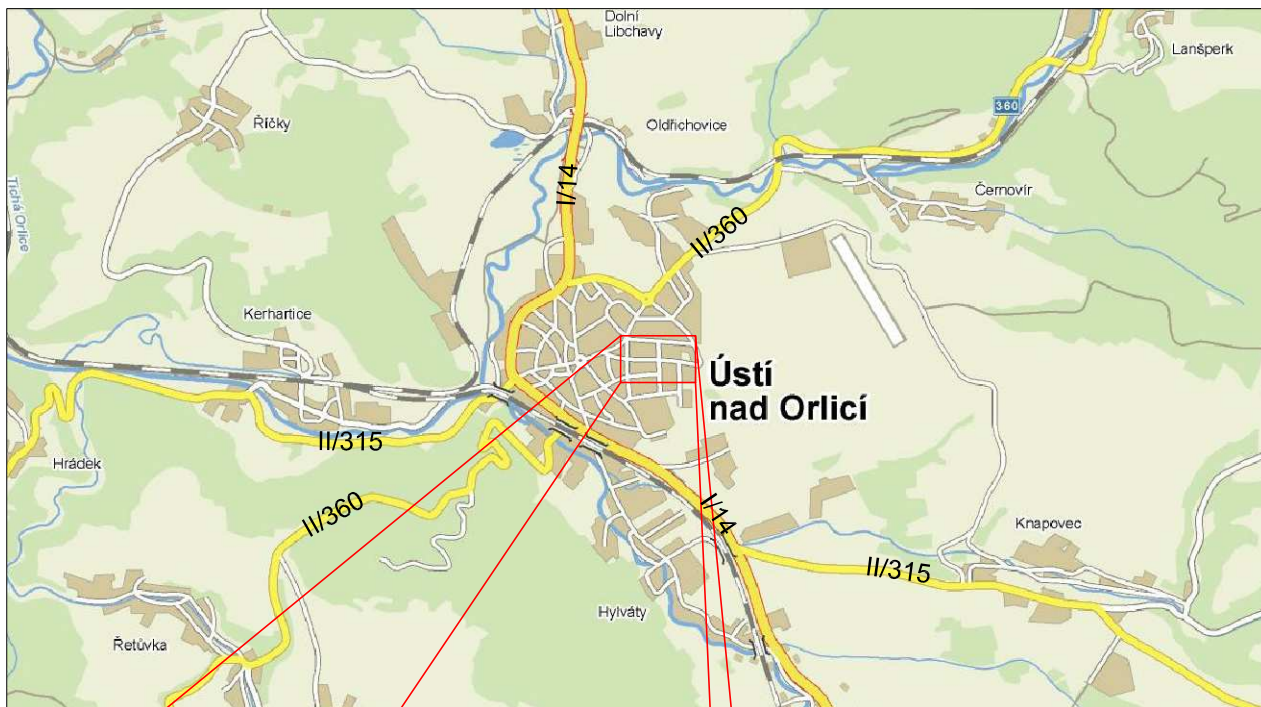 Dolní
Libchavy
Lanšperk
360
Říčky
Oldřichovice
I/14
Tichá Orlice
Černovír
II/360
Kerhartice
Ústí
nad Orlicí
II/315
Hrádek
II/360
I/14
Knapovec
II/315
Hylváty
Řetůvka